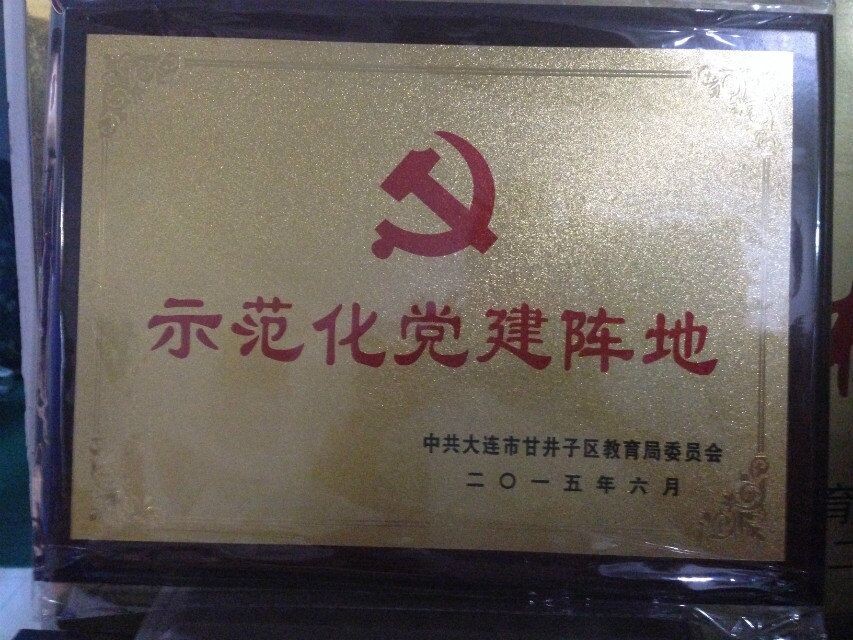 示范化党建阵地
中共大连市甘井子区教育局委员会
二〇一五年六月
育